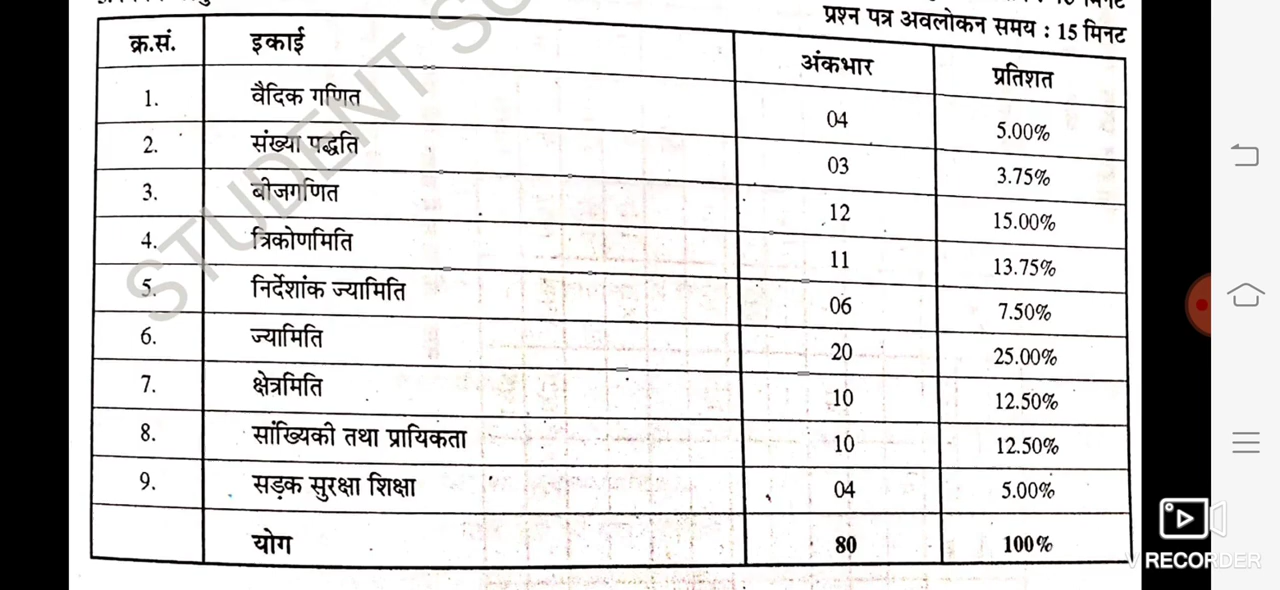 मिनट
प्रश्न पत्र अवलोकन समय : 15 मिनट
क्र.सं. इकाई अंकभार प्रतिशत
1. वैदिक गणित 04 5.00%
2. संख्या पद्धति 03 3.75%
3. बीजगणित 12 15.00%
4. त्रिकोणमिति 11 13.75%
5. निर्देशांक ज्यामिति 06 7.50%
6. ज्यामिति 20 25.00%
7. क्षेत्रमिति 10 12.50%
8. सांख्यिकी तथा प्रायिकता 10 12.50%
9. सड़क सुरक्षा शिक्षा 04 5.00%
योग 80 100%
STUDENT
V RECORDER